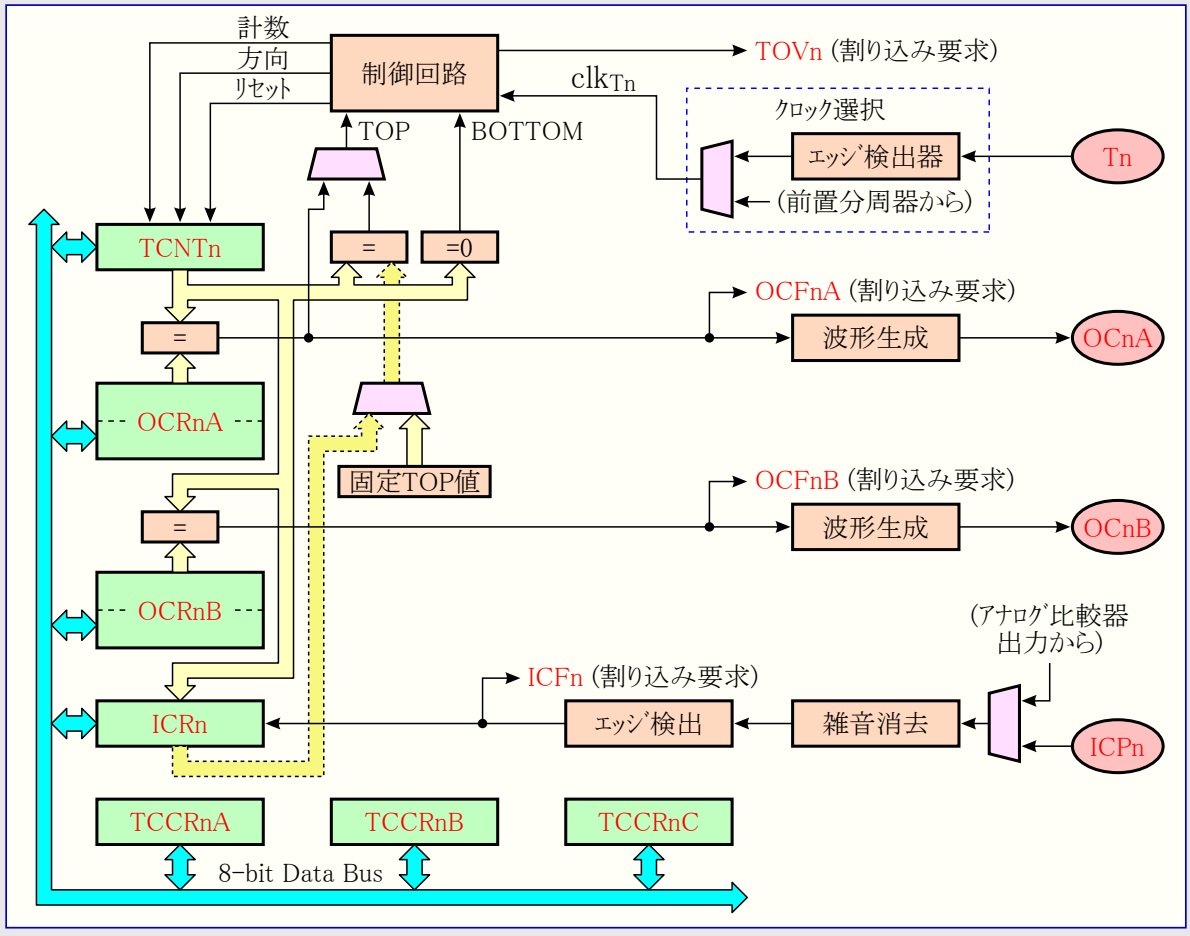 計数
方向
リセット
制御回路
TOVn (割り込み要求)
clkTn
TOP
BOTTOM
クロック選択
エッジ検出器
Tn
(前置分周器から)
TCNTn
=
=0
OCFnA (割り込み要求)
=
波形生成
OCnA
OCRnA
固定TOP値
OCFnB (割り込み要求)
=
波形生成
OCnB
OCRnB
(アナログ比較器
出力から)
ICFn (割り込み要求)
ICRn
エッジ検出
雑音消去
ICPn
TCCRnA
TCCRnB
TCCRnC
8-bit Data Bus